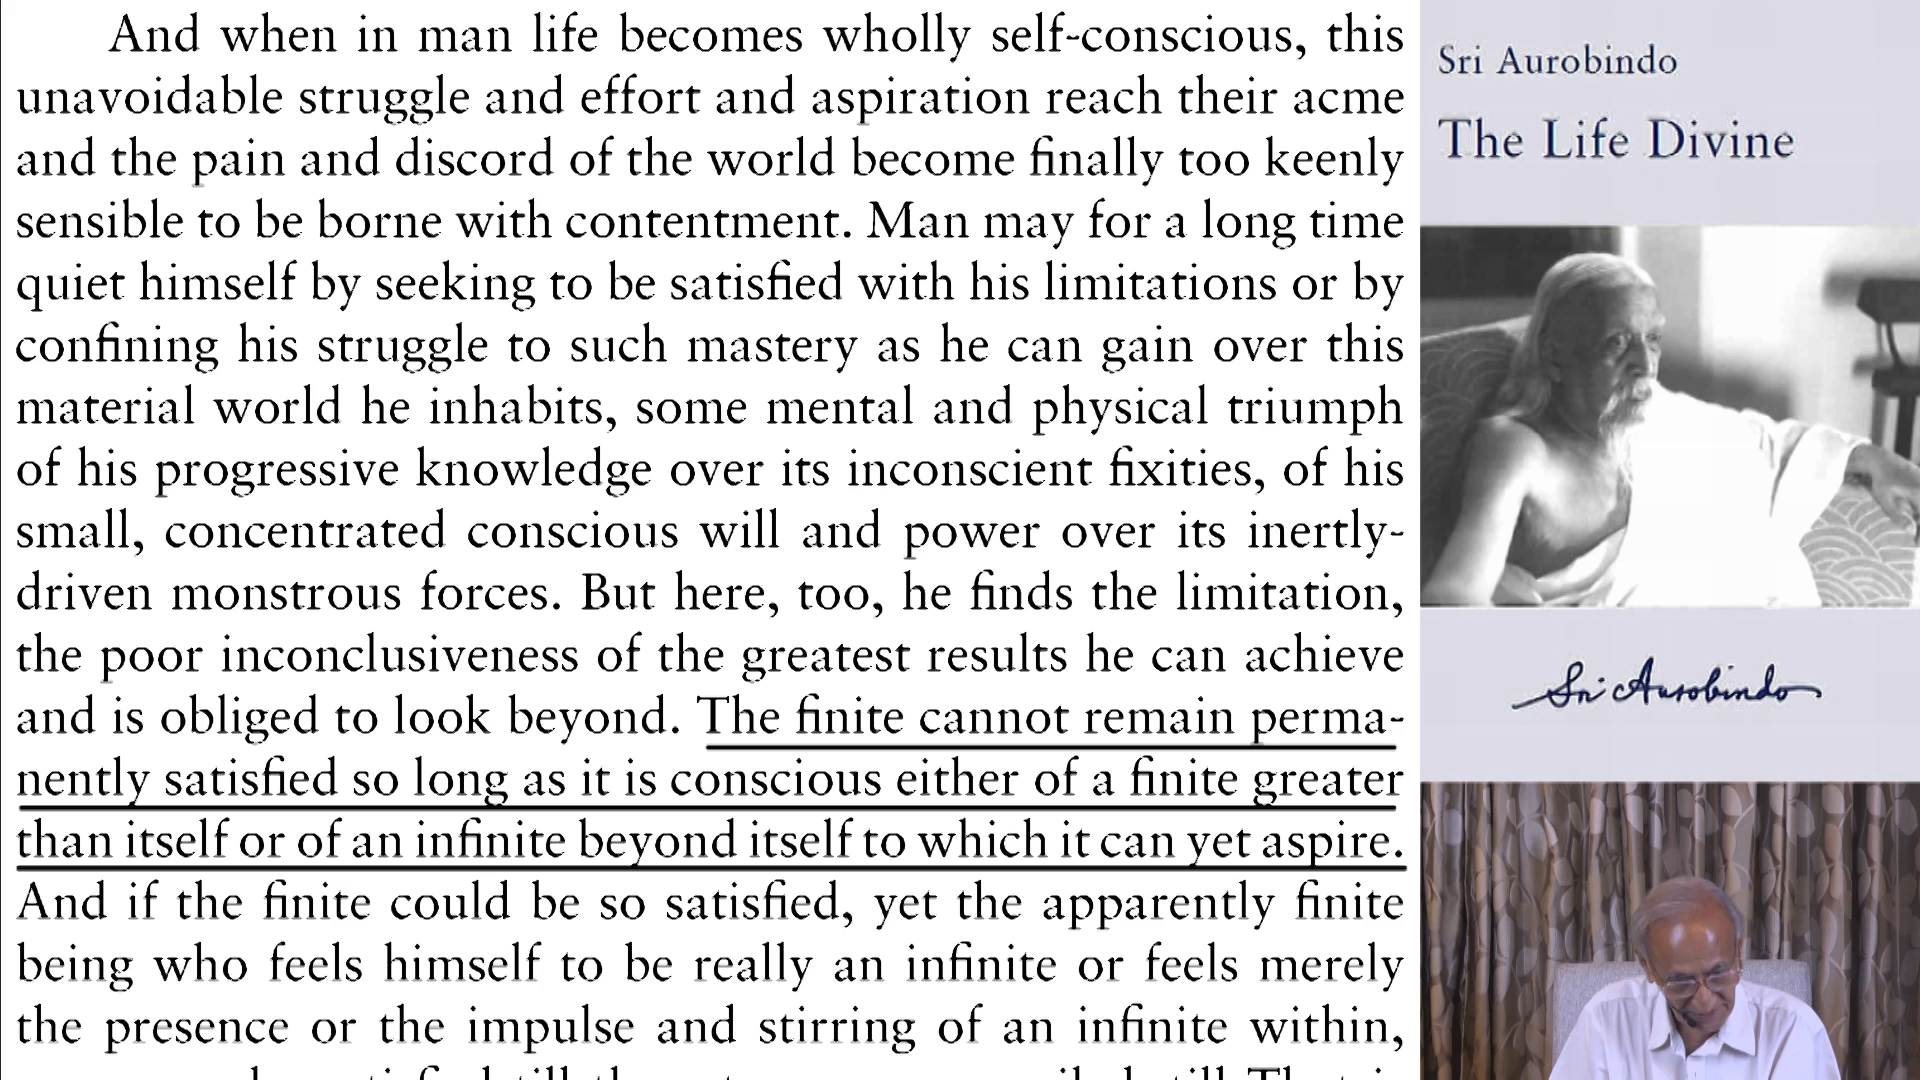 And when in man life becomes wholly self-conscious, this
unavoidable struggle and effort and aspiration reach their acme
and the pain and discord of the world become finally too keenly
sensible to be borne with contentment. Man may for a long time
quiet himself by seeking to be satisfied with his limitations or by
confining his struggle to such mastery as he can gain over this
material world he inhabits, some mental and physical triumph
of his progressive knowledge over its inconscient fixities, of his
small, concentrated conscious will and power over its inertly-
driven monstrous forces. But here, too, he finds the limitation,
the poor inconclusiveness of the greatest results he can achieve
and is obliged to look beyond. The finite cannot remain perma-
nently satisfied so long as it is conscious either of a finite greater
than itself or of an infinite beyond itself to which it can yet aspire.
And if the finite could be so satisfied, yet the apparently finite
being who feels himself to be really an infinite or feels merely
the presence or the impulse and stirring of an infinite within,
Sri Aurobindo
The Life Divine
Sri Aurobindo